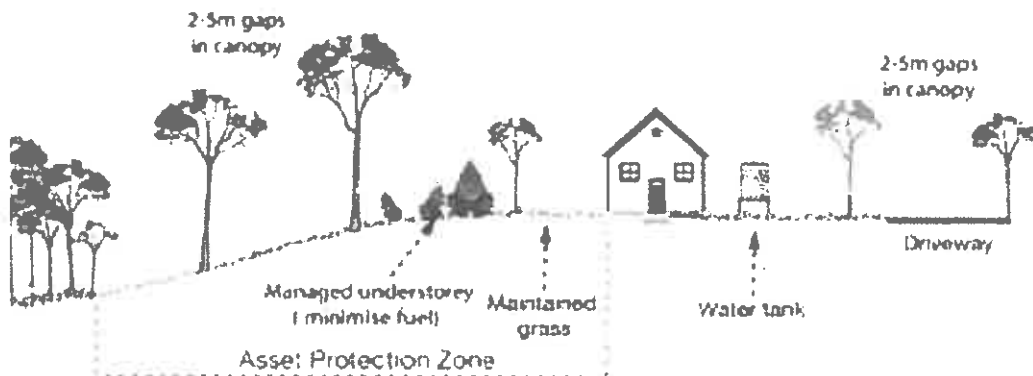 2-5m gaps
in canopy
2-5m gaps
in canopy
Driveway
Managed understorey
(minimise fuel)
Maintained
grass
Water tank
Asset Protection Zone